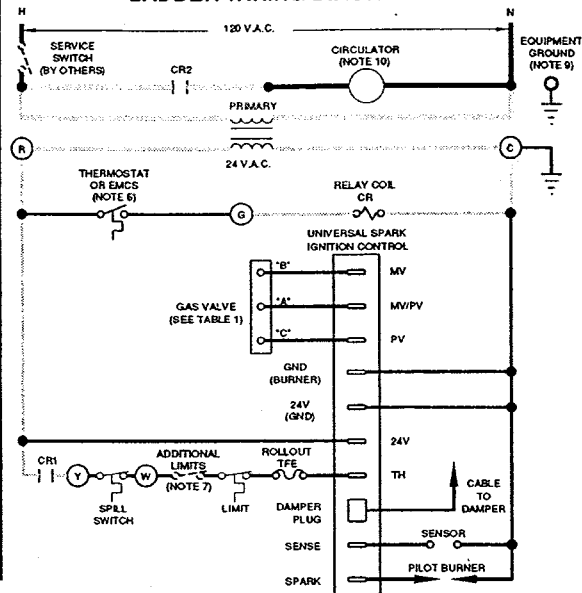 H
N
120 V.A.C.
SERVICE
SWITCH
(BY OTHERS)
CR2
CIRCULATOR
(NOTE 10)
EQUIPMENT
GROUND
(NOTE 9)
PRIMARY
R
C
24 V.A.C.
THERMOSTAT
OR EMCS
(NOTE 6)
G
RELAY COIL
CR
UNIVERSAL SPARK
IGNITION CONTROL
"B"
MV
GAS VALVE
(SEE TABLE 1)
"A"
MV/PV
"C"
PV
GND
(BURNER)
24V
(GND)
24V
CR1
Y
SPILL
SWITCH
W
ADDITIONAL
LIMITS
(NOTE 7)
LIMIT
ROLLOUT
TFE
TH
DAMPER
PLUG
CABLE
TO
DAMPER
SENSE
SENSOR
SPARK
PILOT BURNER